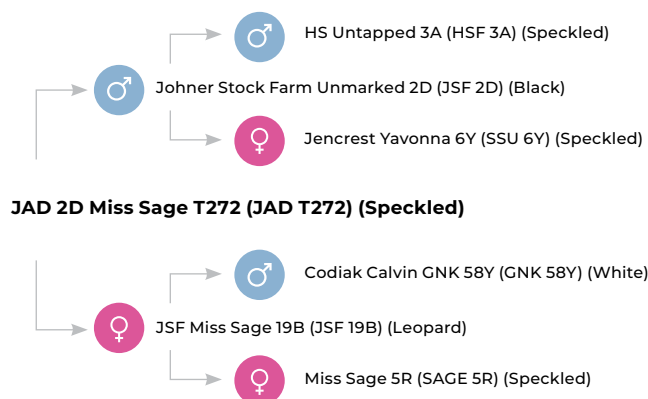 HS Untapped 3A (HSF 3A) (Speckled)
Johner Stock Farm Unmarked 2D (JSF 2D) (Black)
Jencrest Yavonna 6Y (SSU 6Y) (Speckled)
JAD 2D Miss Sage T272 (JAD T272) (Speckled)
Codiak Calvin GNK 58Y (GNK 58Y) (White)
JSF Miss Sage 19B (JSF 19B) (Leopard)
Miss Sage 5R (SAGE 5R) (Speckled)